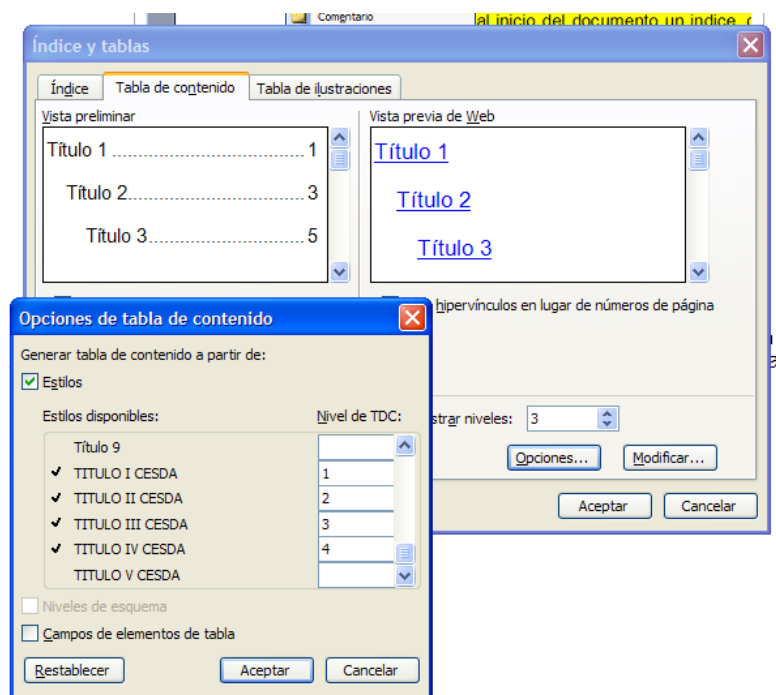 Comentario
al inicio del documento un indice,
Índice y tablas
Índice Tabla de contenido Tabla de ilustraciones
Vista preliminar
Título 1 ........................................ 1
Título 2..................................... 3
Título 3................................ 5
Vista previa de Web
Título 1
Título 2
Título 3
hipervínculos en lugar de números de página
strar niveles: 3
Opciones... Modificar...
Aceptar Cancelar
Opciones de tabla de contenido
Generar tabla de contenido a partir de:
Estilos
Estilos disponibles: Nivel de TDC:
Título 9
TITULO I CESDA 1
TITULO II CESDA 2
TITULO III CESDA 3
TITULO IV CESDA 4
TITULO V CESDA
Niveles de esquema
Campos de elementos de tabla
Restablecer Aceptar Cancelar